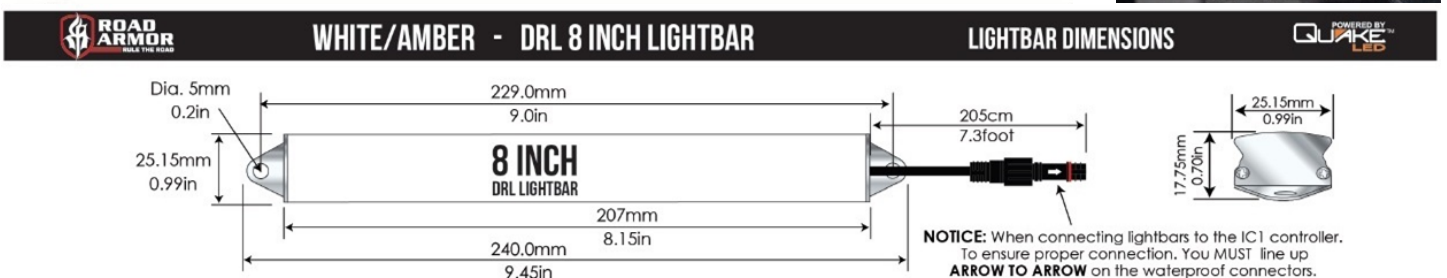 ROAD
ARMOR
RULE THE ROAD
WHITE/AMBER - DRL 8 INCH LIGHTBAR
LIGHTBAR DIMENSIONS
POWERED BY
QUAKE™
LED
Dia. 5mm
0.2in
229.0mm
9.0in
205cm
7.3foot
25.15mm
0.99in
25.15mm
0.99in
8 INCH
DRL LIGHTBAR
17.75mm
0.70in
207mm
8.15in
240.0mm
9.45in
NOTICE: When connecting lightbars to the IC1 controller.
To ensure proper connection. You MUST line up
ARROW TO ARROW on the waterproof connectors.